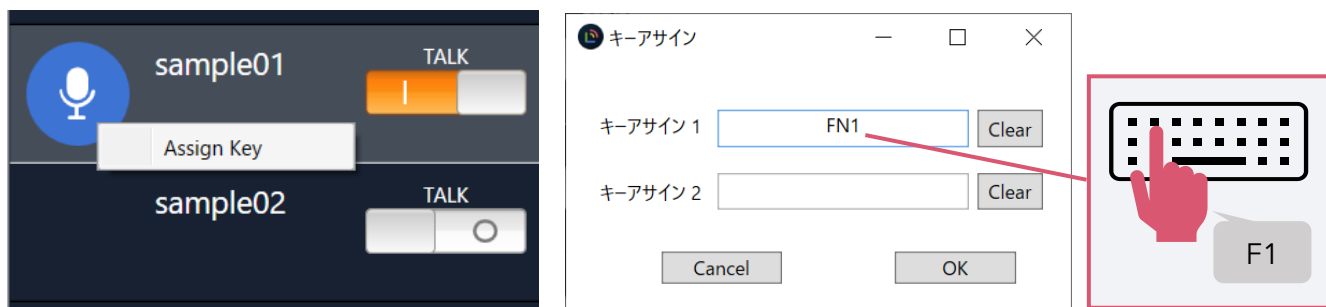 sample01
TALK
Assign Key
sample02
TALK
キーアサイン
キーアサイン 1
FN1
Clear
キーアサイン 2
Clear
Cancel
OK
F1